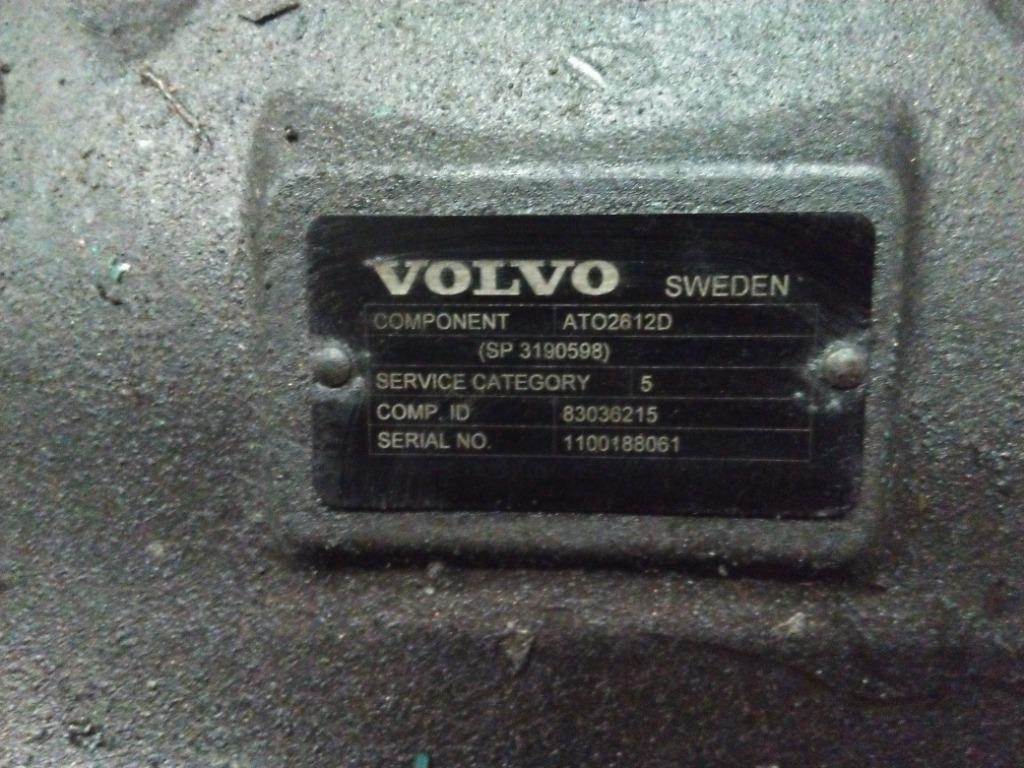 VOLVO SWEDEN
COMPONENT ATO2612D
(SP 3190598)
SERVICE CATEGORY 5
COMP. ID 83036215
SERIAL NO. 1100188061